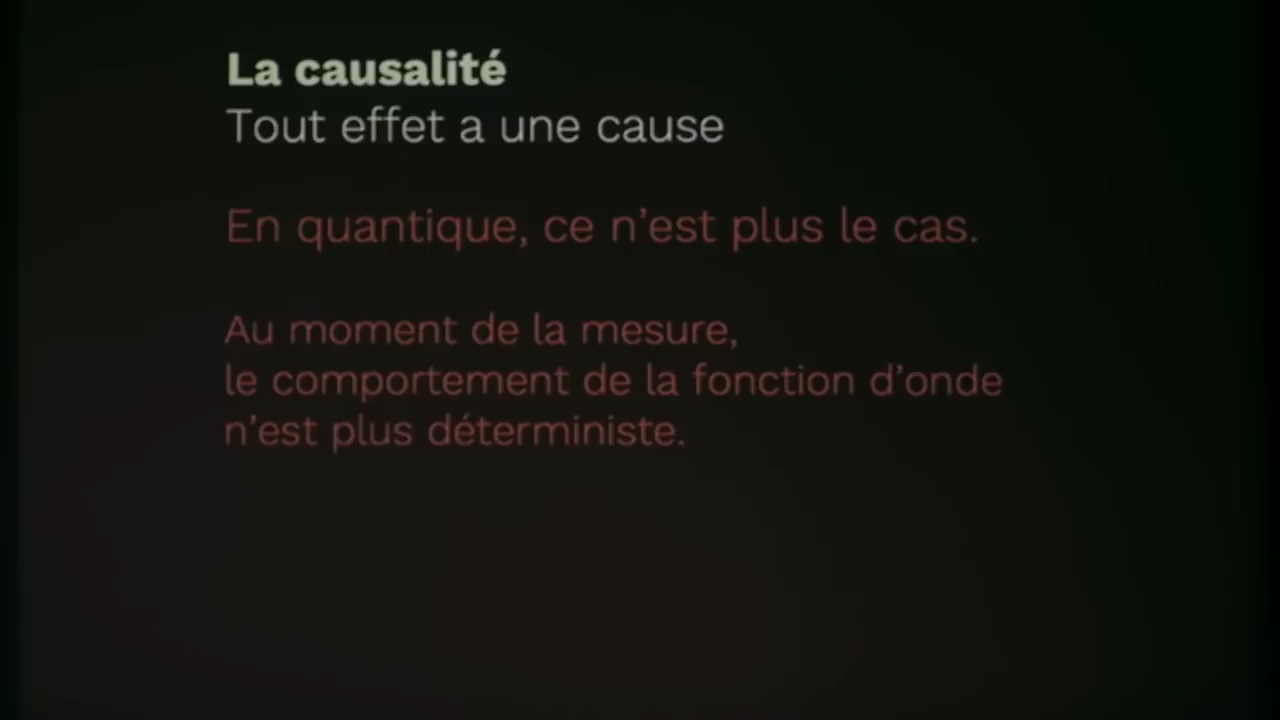 La causalité
Tout effet a une cause
En quantique, ce n’est plus le cas.
Au moment de la mesure,
le comportement de la fonction d’onde
n’est plus déterministe.